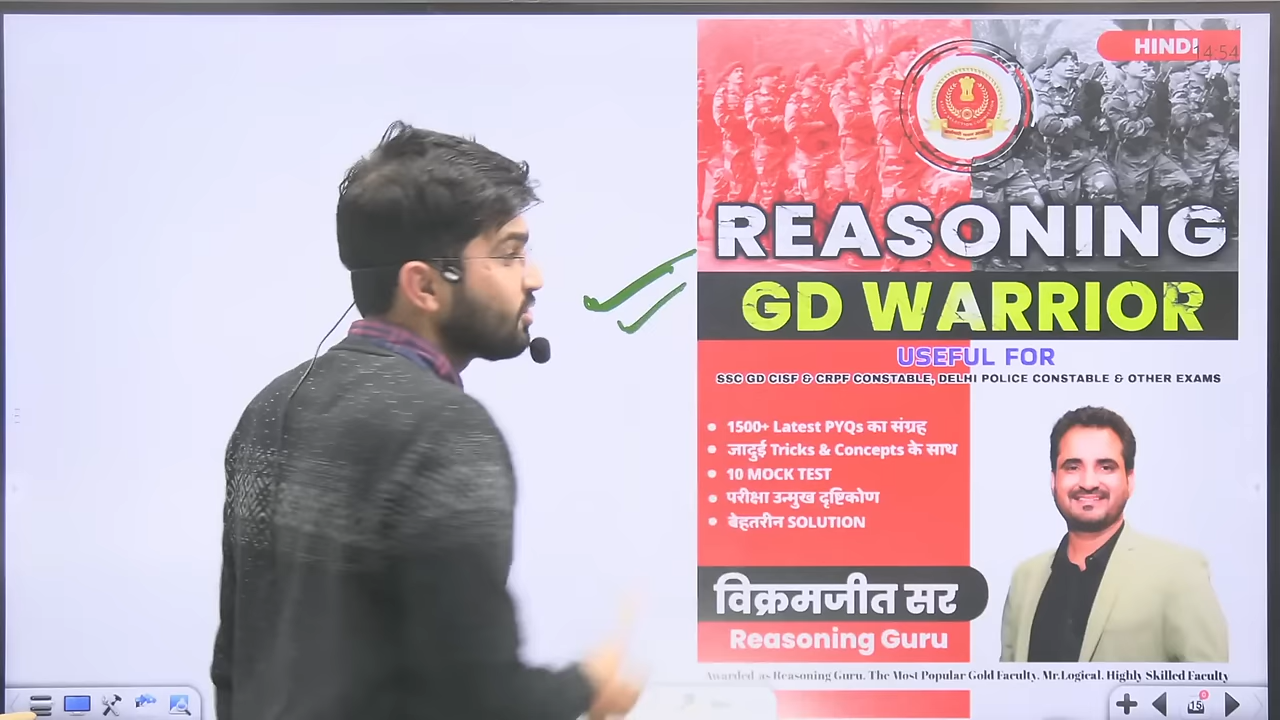 HINDI
14:54
REASONING
GD WARRIOR
USEFUL FOR
SSC GD CISF & CRPF CONSTABLE, DELHI POLICE CONSTABLE & OTHER EXAMS
1500+ Latest PYQs का संग्रह
जादुई Tricks & Concepts के साथ
10 MOCK TEST
परीक्षा उन्मुख दृष्टिकोण
बेहतरीन SOLUTION
विक्रमजीत सर
Reasoning Guru
Awarded as Reasoning Guru, The Most Popular Gold Faculty, Mr.Logical, Highly Skilled Faculty
15